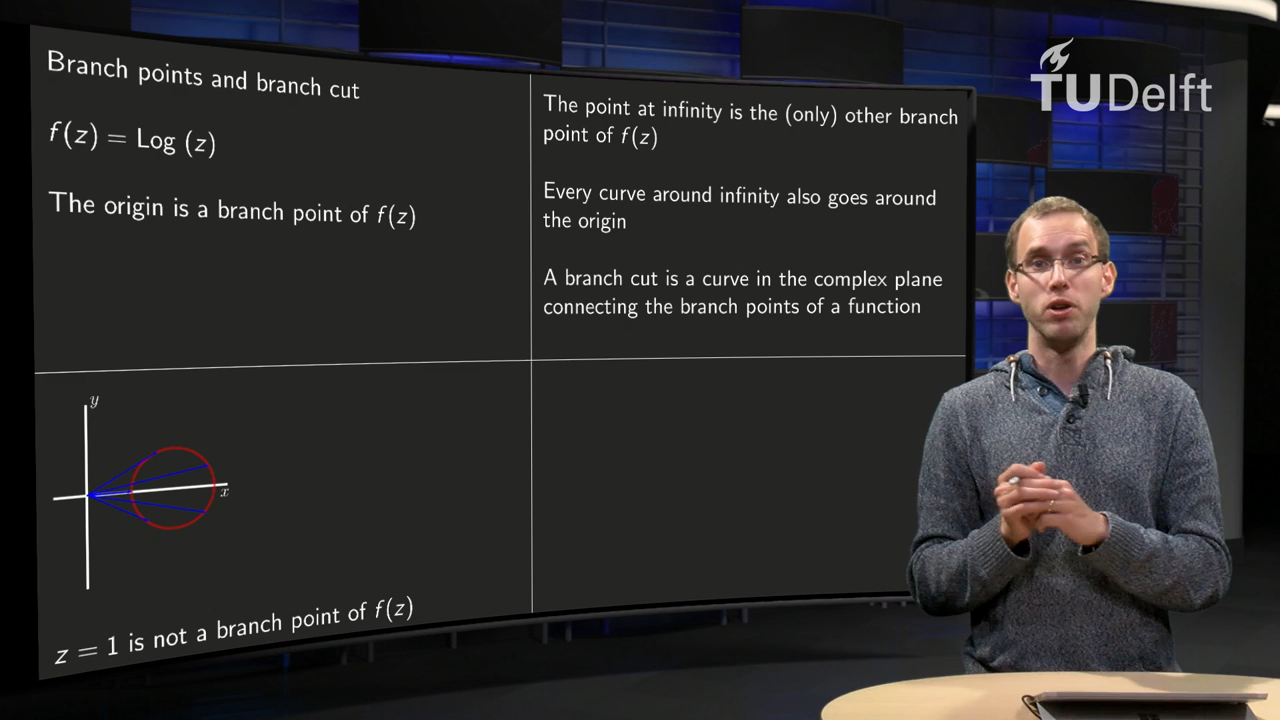 Branch points and branch cut
f(z) = Log (z)
The origin is a branch point of f(z)
y
x
z = 1 is not a branch point of f(z)
The point at infinity is the (only) other branch
point of f(z)
Every curve around infinity also goes around
the origin
A branch cut is a curve in the complex plane
connecting the branch points of a function
TUDelft